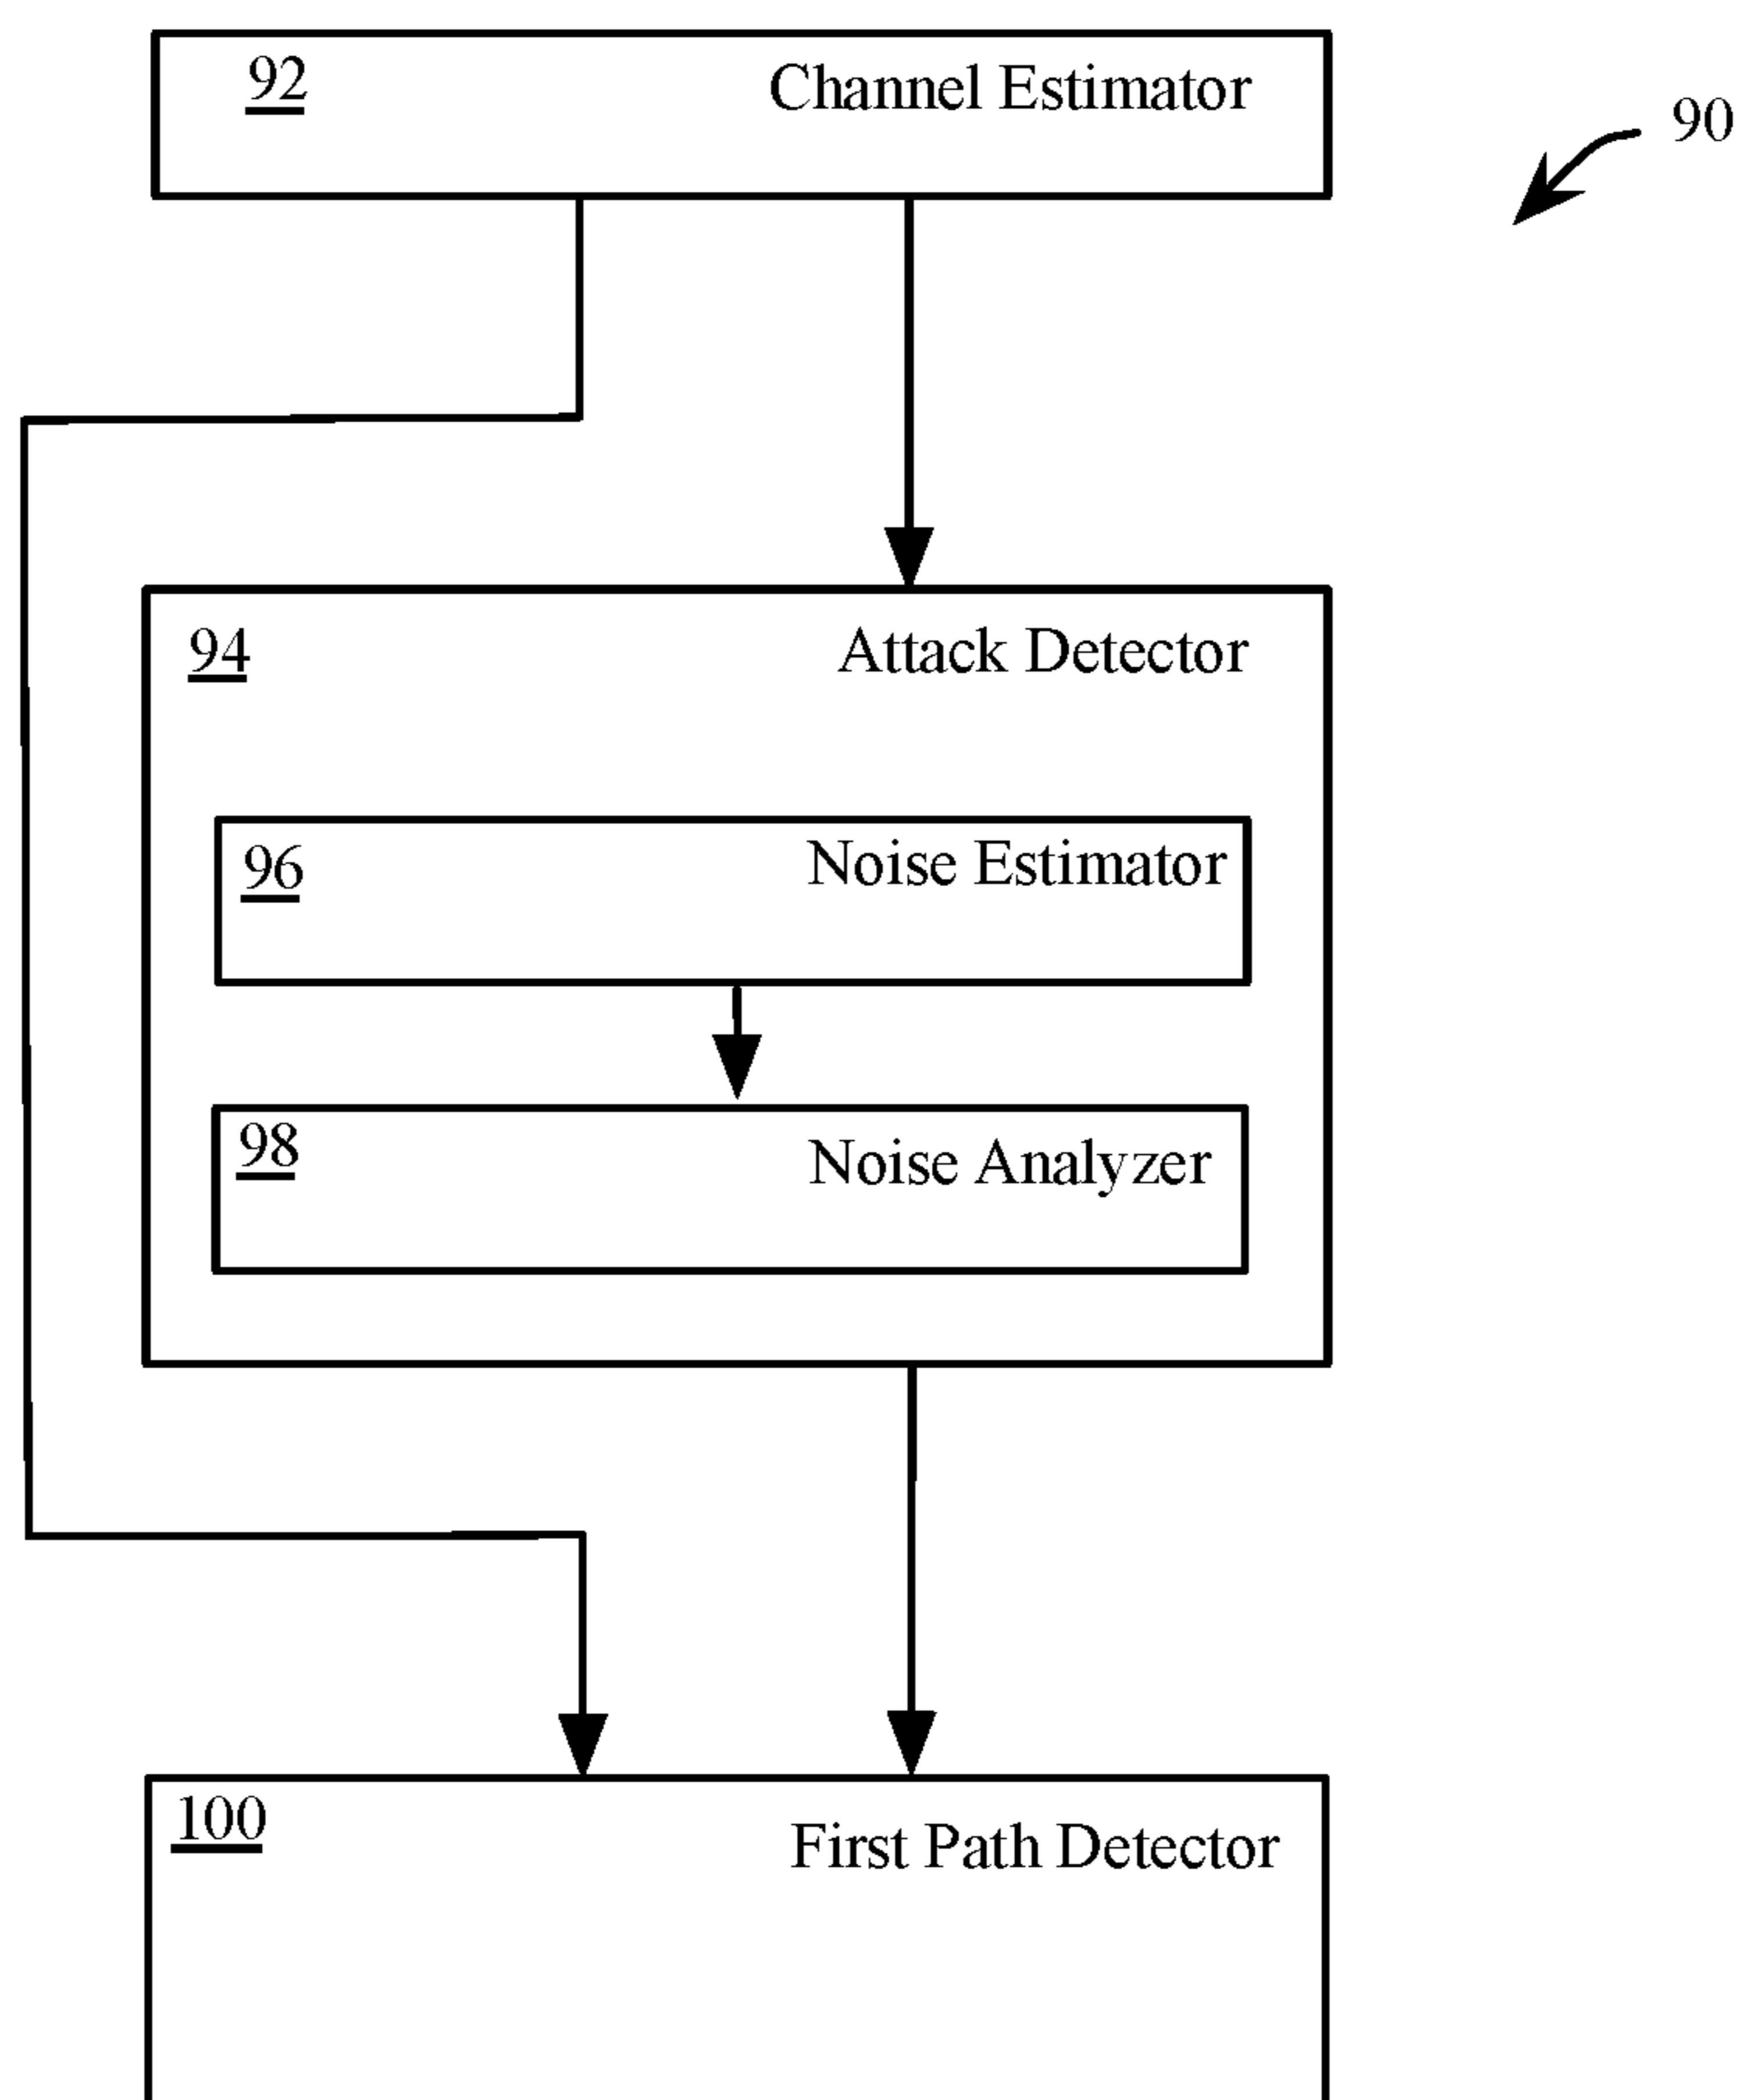 92 Channel Estimator
90
94 Attack Detector
96 Noise Estimator
98 Noise Analyzer
100 First Path Detector